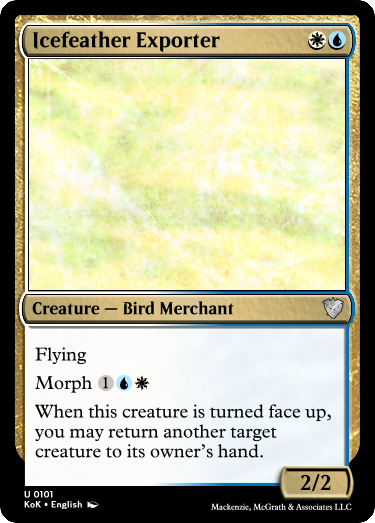 Icefeather Exporter
Creature — Bird Merchant
Flying
Morph 1
When this creature is turned face up,
you may return another target
creature to its owner's hand.
2/2
U 0101
KoK • English
Mackenzie, McGrath & Associates LLC